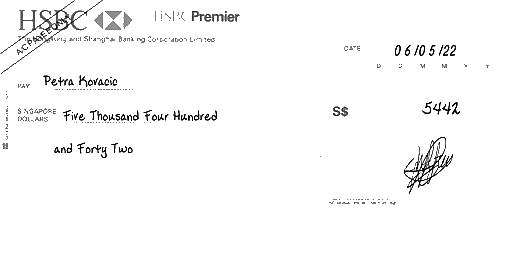 HSBC HSBC Premier
The Hongkong and Shanghai Banking Corporation Limited
A/C PAYEE ONLY
DATE 06/05/22
D D M M Y Y
PAY Petra Kovacic
SINGAPORE DOLLARS Five Thousand Four Hundred
S$ 5442
and Forty Two